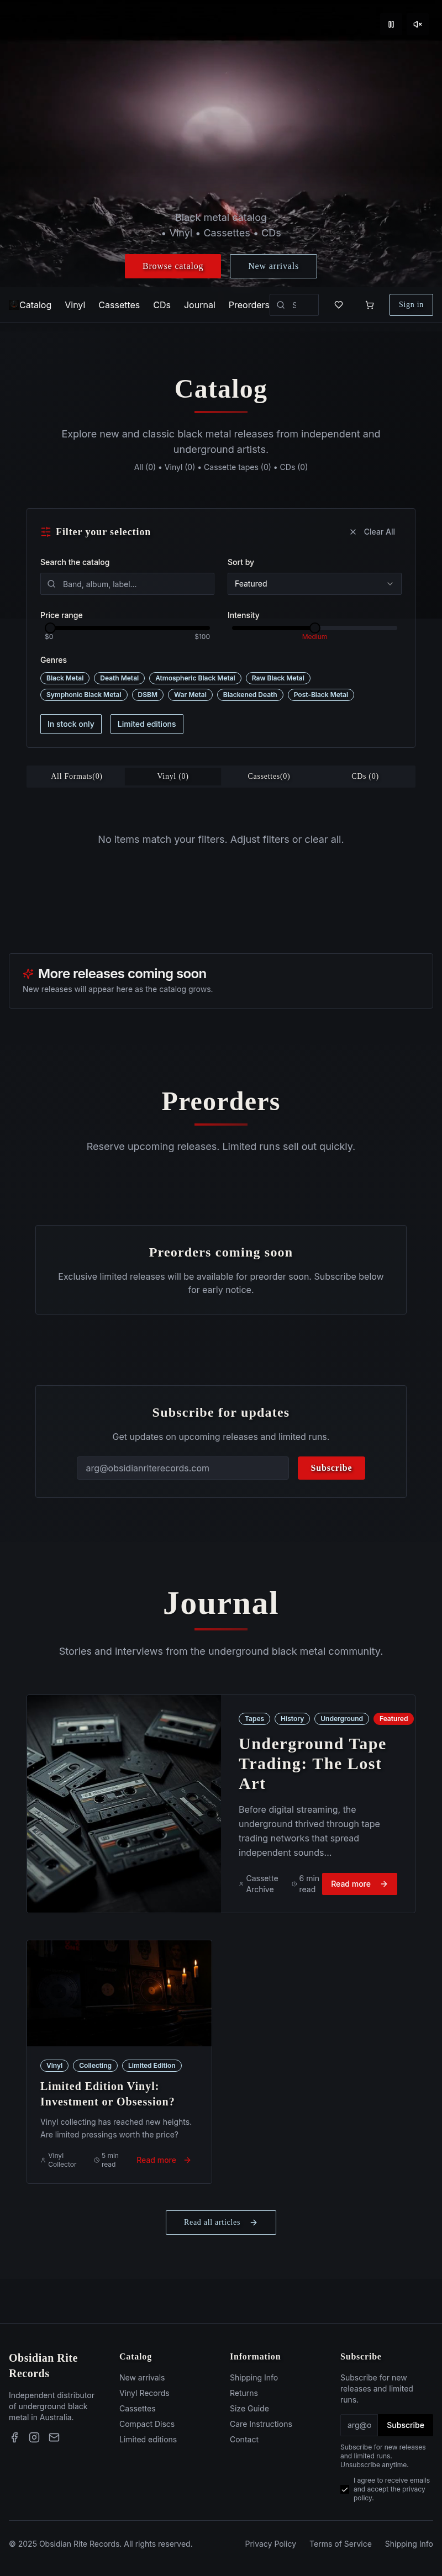 Black metal catalog
• Vinyl • Cassettes • CDs
Browse catalog
New arrivals
Catalog
Vinyl
Cassettes
CDs
Journal
Preorders
Sign in
Catalog
Explore new and classic black metal releases from independent and
underground artists.
All (0) • Vinyl (0) • Cassette tapes (0) • CDs (0)
Filter your selection
Clear All
Search the catalog
Sort by
Band, album, label...
Featured
Price range
Intensity
$0
$100
Medium
Genres
Black Metal
Death Metal
Atmospheric Black Metal
Raw Black Metal
Symphonic Black Metal
DSBM
War Metal
Blackened Death
Post-Black Metal
In stock only
Limited editions
All Formats(0)
Vinyl (0)
Cassettes(0)
CDs (0)
No items match your filters. Adjust filters or clear all.
More releases coming soon
New releases will appear here as the catalog grows.
Preorders
Reserve upcoming releases. Limited runs sell out quickly.
Preorders coming soon
Exclusive limited releases will be available for preorder soon. Subscribe below
for early notice.
Subscribe for updates
Get updates on upcoming releases and limited runs.
arg@obsidianriterecords.com
Subscribe
Journal
Stories and interviews from the underground black metal community.
Tapes
History
Underground
Featured
Underground Tape
Trading: The Lost
Art
Before digital streaming, the
underground thrived through tape
trading networks that spread
independent sounds...
Cassette
Archive
6 min
read
Read more
Vinyl
Collecting
Limited Edition
Limited Edition Vinyl:
Investment or Obsession?
Vinyl collecting has reached new heights.
Are limited pressings worth the price?
Vinyl
Collector
5 min
read
Read more
Read all articles
Obsidian Rite
Records
Independent distributor
of underground black
metal in Australia.
Catalog
New arrivals
Vinyl Records
Cassettes
Compact Discs
Limited editions
Information
Shipping Info
Returns
Size Guide
Care Instructions
Contact
Subscribe
Subscribe for new
releases and limited
runs.
arg@c
Subscribe
Subscribe for new releases
and limited runs.
Unsubscribe anytime.
I agree to receive emails
and accept the privacy
policy.
© 2025 Obsidian Rite Records. All rights reserved.
Privacy Policy
Terms of Service
Shipping Info